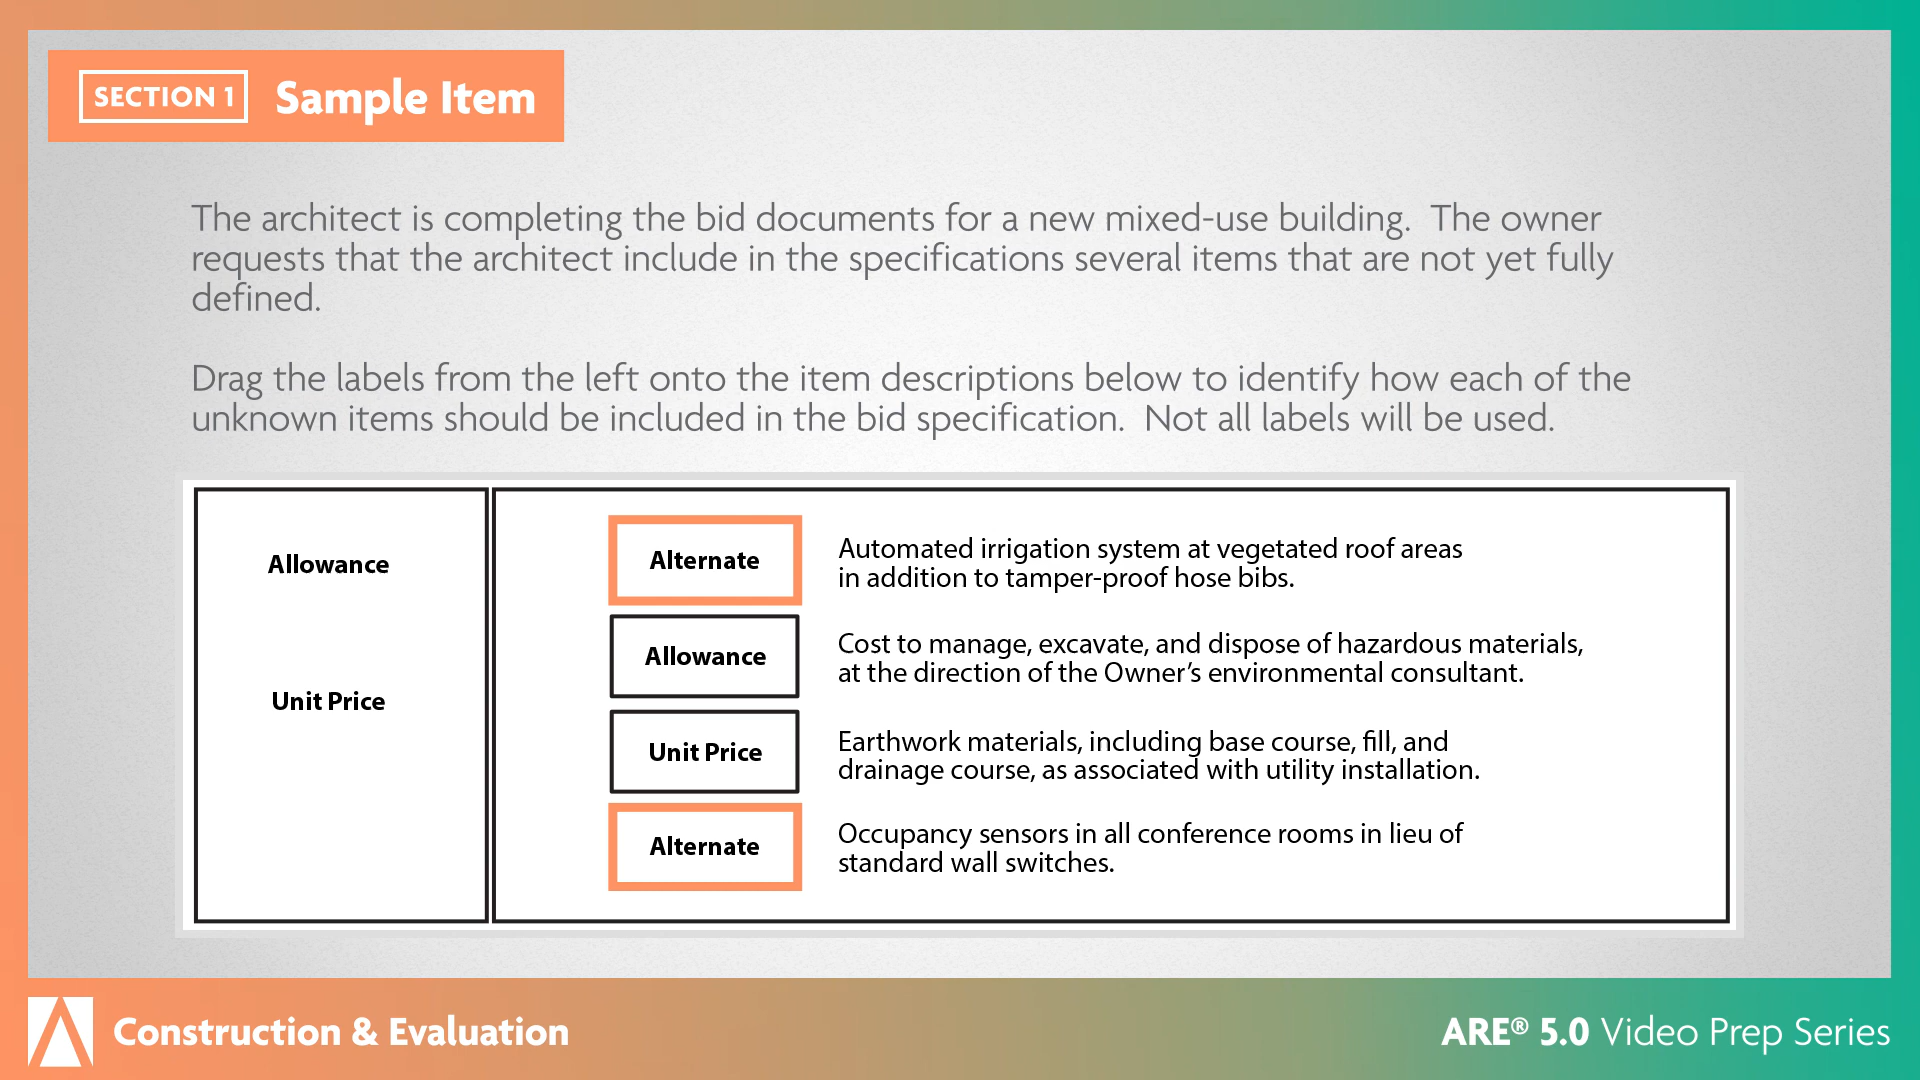 SECTION 1 Sample Item
The architect is completing the bid documents for a new mixed-use building.  The owner
requests that the architect include in the specifications several items that are not yet fully
defined.
Drag the labels from the left onto the item descriptions below to identify how each of the
unknown items should be included in the bid specification.  Not all labels will be used.
Allowance
Unit Price
Alternate
Automated irrigation system at vegetated roof areas
in addition to tamper-proof hose bibs.
Allowance
Cost to manage, excavate, and dispose of hazardous materials,
at the direction of the Owner’s environmental consultant.
Unit Price
Earthwork materials, including base course, fill, and
drainage course, as associated with utility installation.
Alternate
Occupancy sensors in all conference rooms in lieu of
standard wall switches.
Construction & Evaluation
ARE® 5.0 Video Prep Series